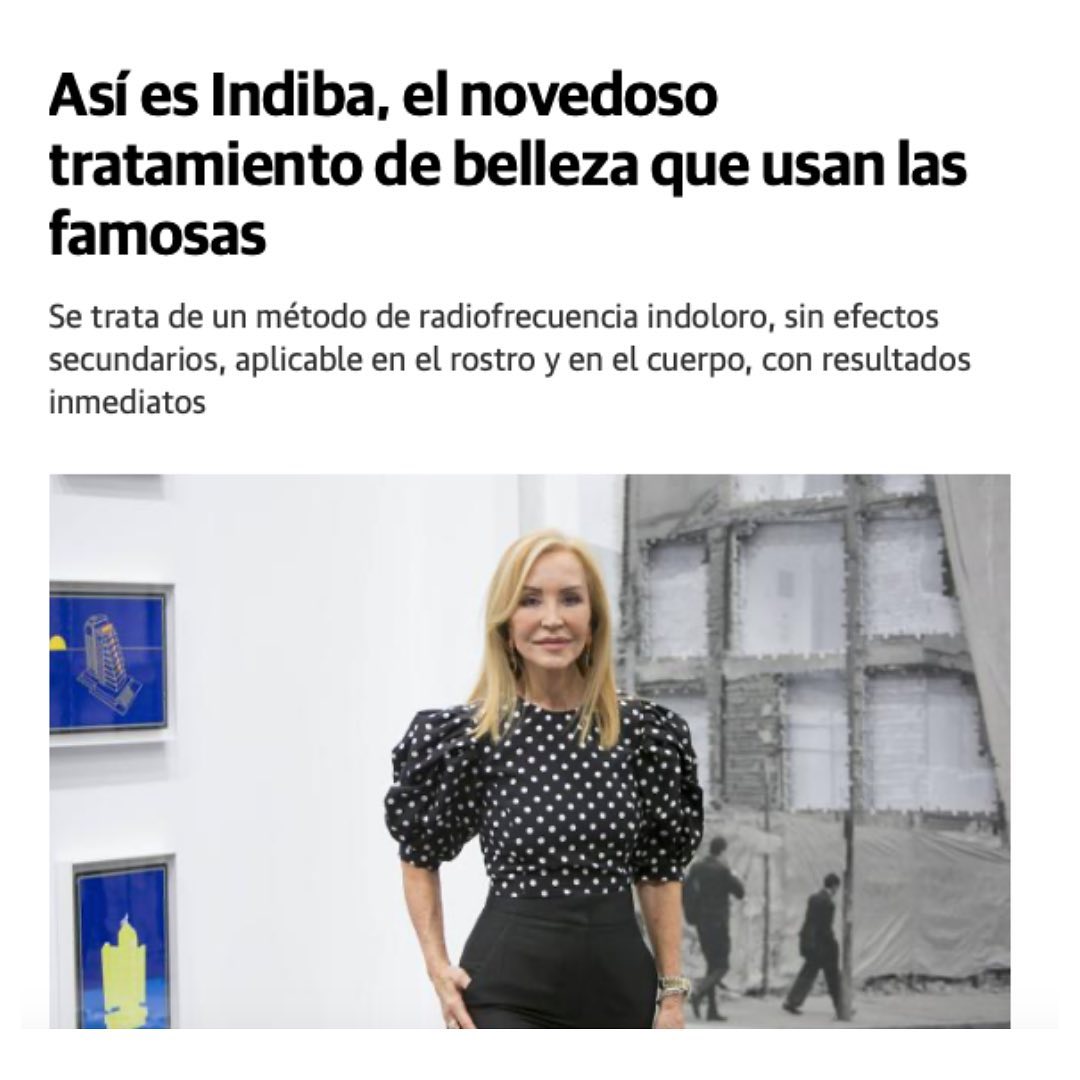 Así es Indiba, el novedoso
tratamiento de belleza que usan las
famosas
Se trata de un método de radiofrecuencia indoloro, sin efectos
secundarios, aplicable en el rostro y en el cuerpo, con resultados
inmediatos